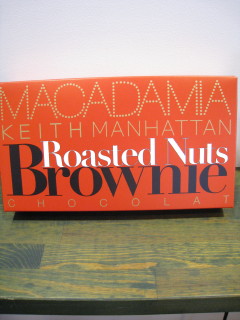 MACADAMIA
KEITH MANHATTAN
Roasted Nuts
Brownie
CHOCOLAT